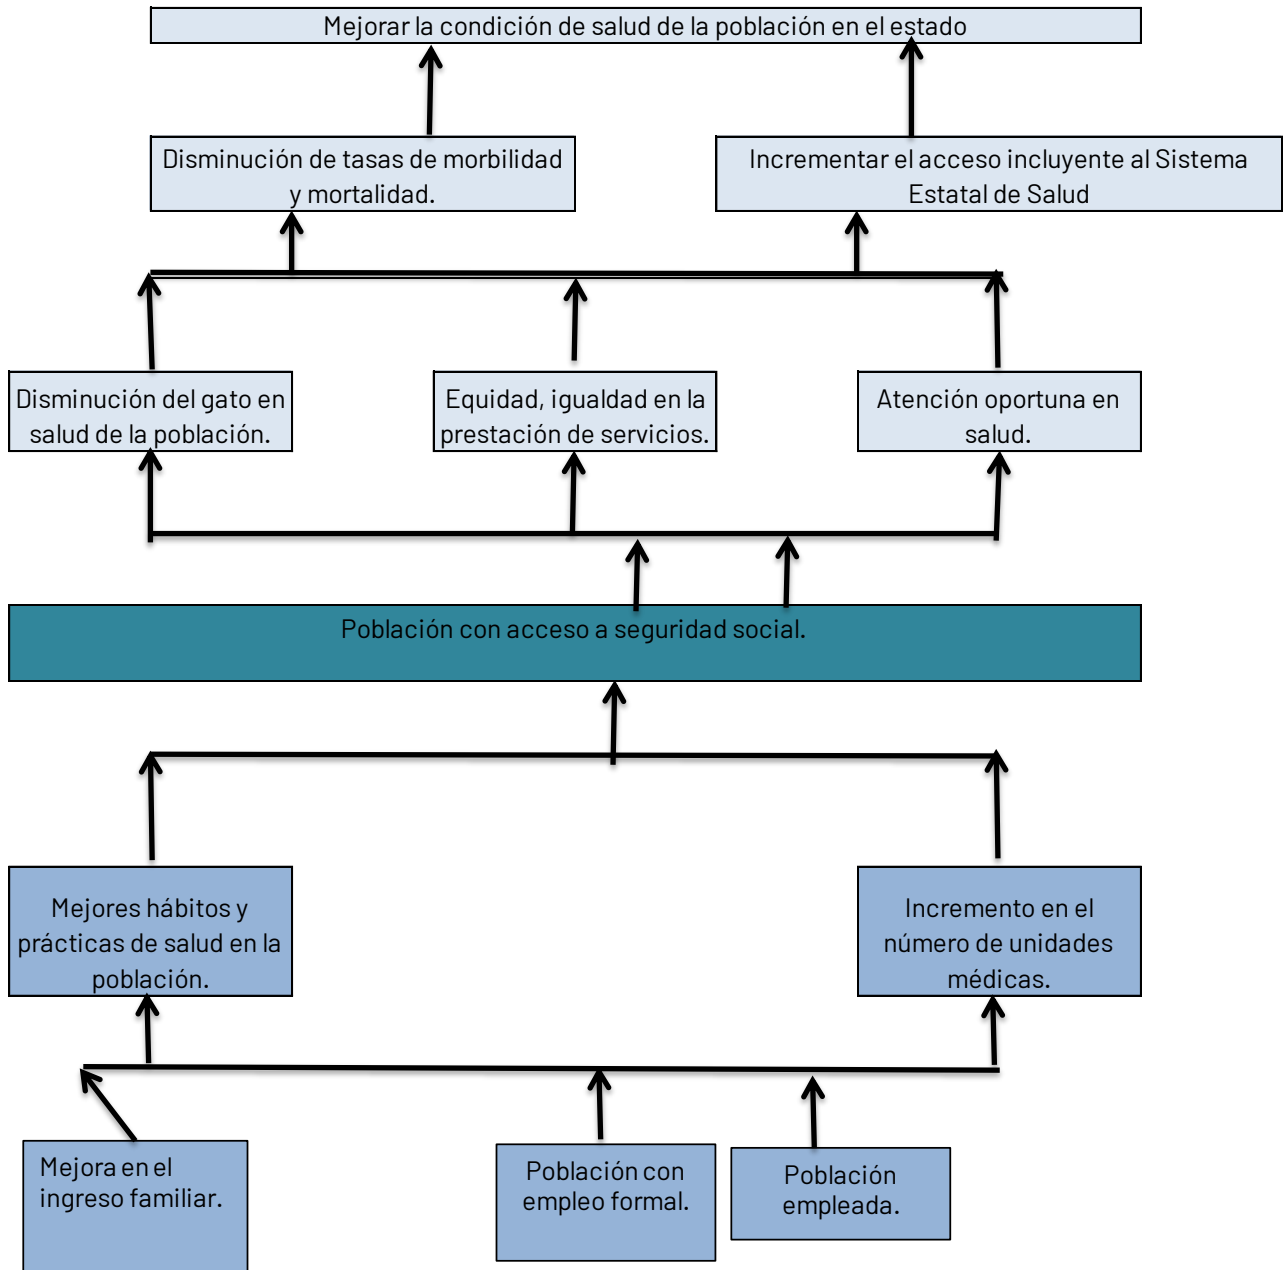 Mejorar la condición de salud de la población en el estado
Disminución de tasas de morbilidad
y mortalidad.
Incrementar el acceso incluyente al Sistema
Estatal de Salud
Disminución del gato en
salud de la población.
Equidad, igualdad en la
prestación de servicios.
Atención oportuna en
salud.
Población con acceso a seguridad social.
Mejores hábitos y
prácticas de salud en la
población.
Incremento en el
número de unidades
médicas.
Mejora en el
ingreso familiar.
Población con
empleo formal.
Población
empleada.